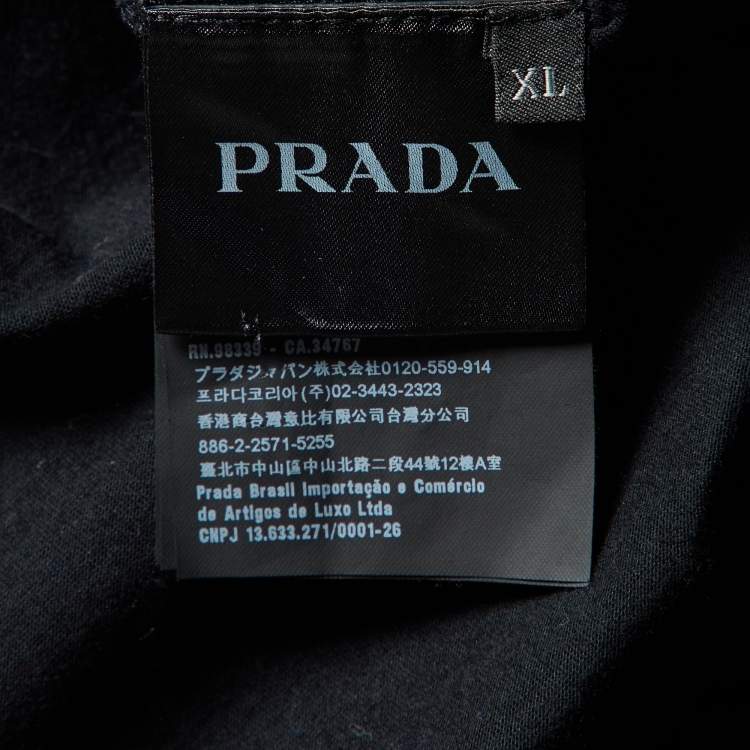 XL
PRADA
RN.98339 - CA.34767
プラダジャパン株式会社0120-559-914
프라다코리아(주)02-3443-2323
香港商台灣意比有限公司台灣分公司
886-2-2571-5255
臺北市中山區中山北路二段44號12樓A室
Prada Brasil Importação e Comércio
de Artigos de Luxo Ltda
CNPJ 13.633.271/0001-26